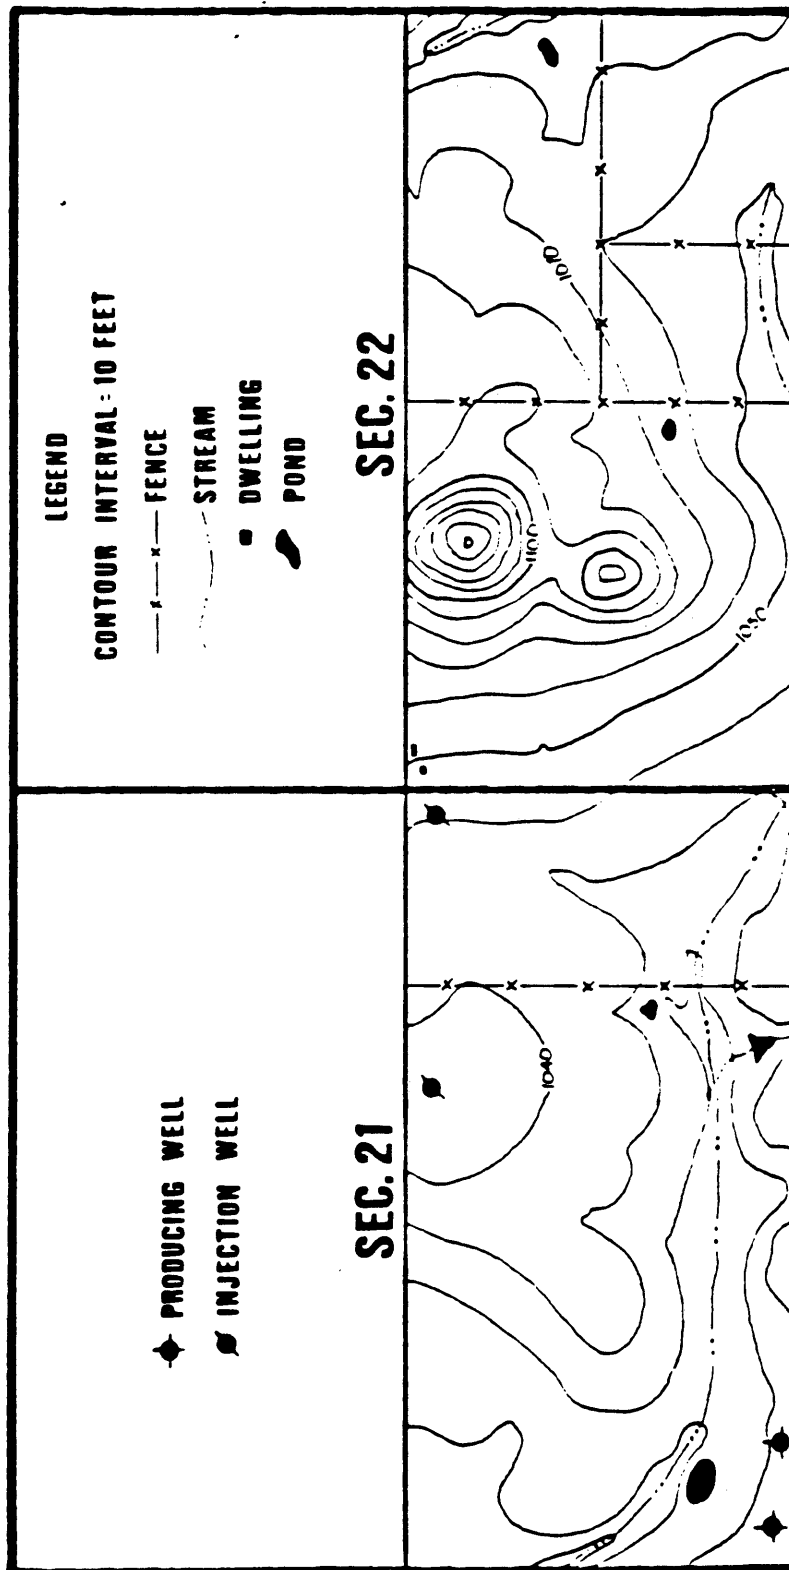 LEGEND
CONTOUR INTERVAL: 10 FEET
PRODUCING WELL
x x FENCE
INJECTION WELL
STREAM
DWELLING
POND
SEC. 21
SEC. 22
1040
1100
1050